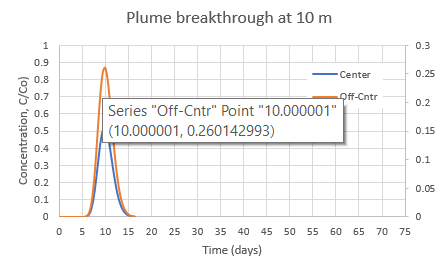 Plume breakthrough at 10 m
1
0.9
0.8
0.7
0.6
0.5
0.4
0.3
0.2
0.1
0
Concentration, C/Co)
0.3
0.25
0.2
0.15
0.1
0.05
0
Center
Off-Cntr
Series "Off-Cntr" Point "10.000001"
(10.000001, 0.260142993)
0 5 10 15 20 25 30 35 40 45 50 55 60 65 70 75
Time (days)